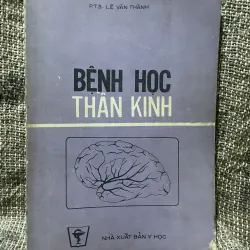 P.T.S. LÊ VĂN THÀNH
BỆNH HỌC
THẦN KINH
NHÀ XUẤT BẢN Y HỌC